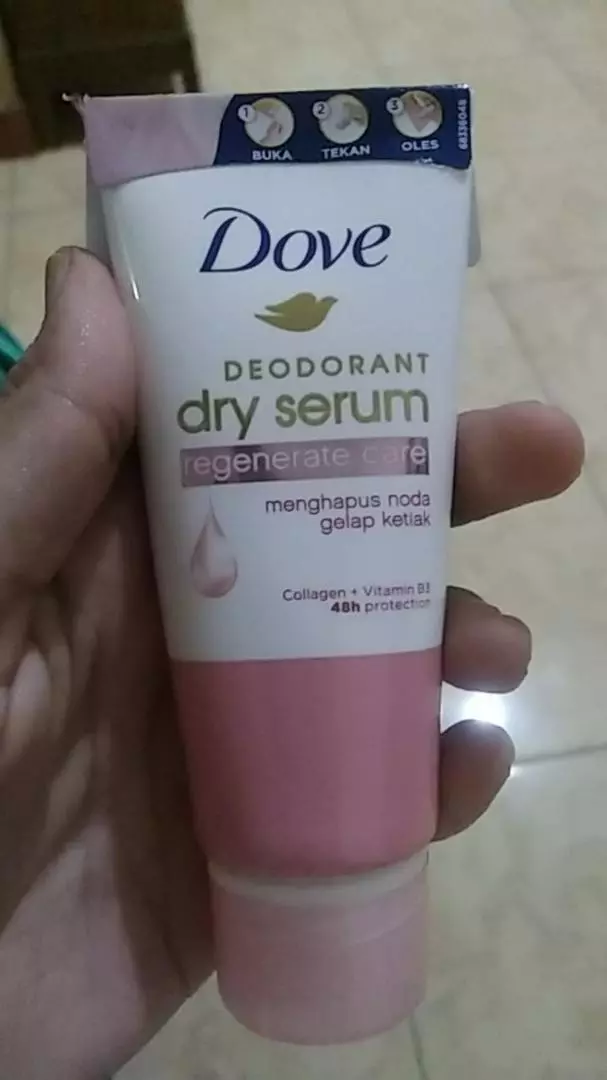 1 2 3
BUKA TEKAN OLES
68336048
Dove
DEODORANT
dry serum
regenerate care
menghapus noda
gelap ketiak
Collagen + Vitamin B3
48h protection